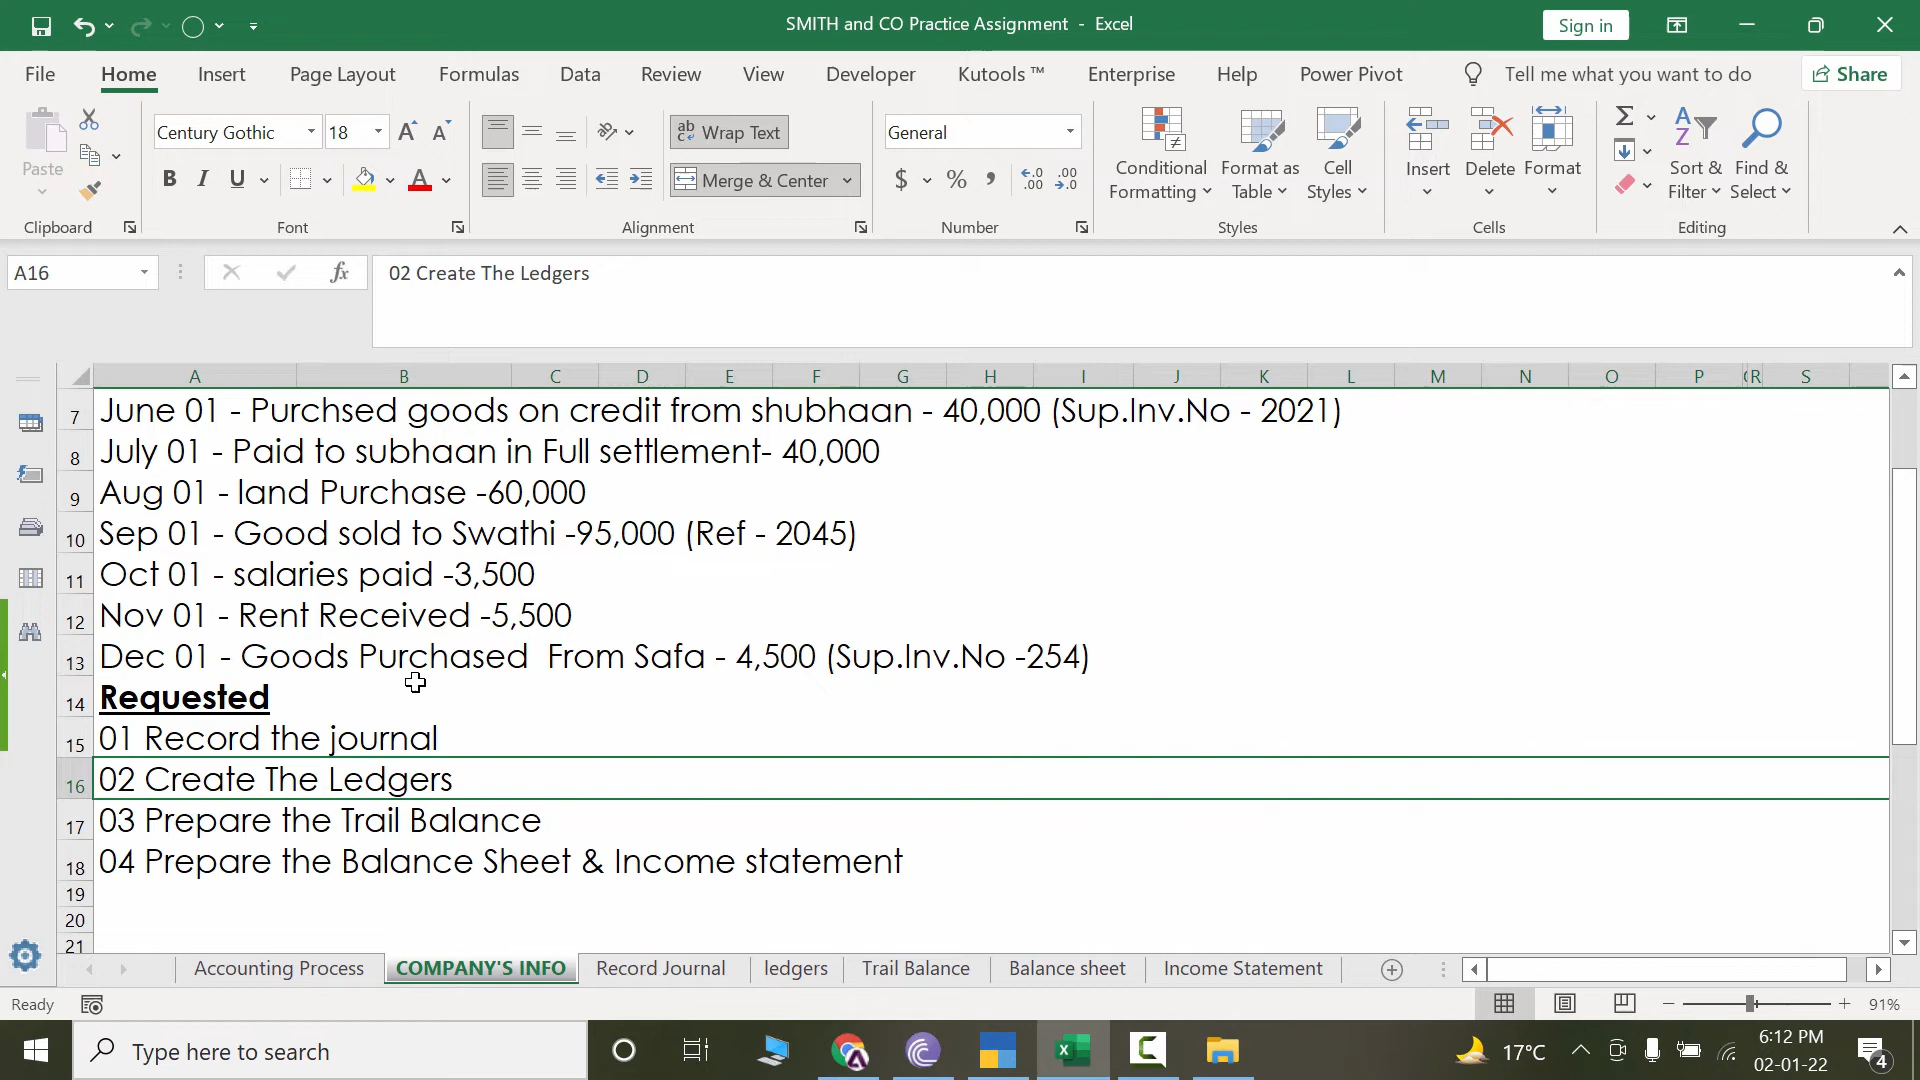 SMITH and CO Practice Assignment - Excel
Sign in
File Home Insert Page Layout Formulas Data Review View Developer Kutools ™ Enterprise Help Power Pivot Tell me what you want to do Share
Paste
Clipboard
Century Gothic 18
B I U
Font
ab Wrap Text
Merge & Center
Alignment
General
$ % ,
Number
Conditional Formatting
Format as Table
Cell Styles
Styles
Insert
Delete
Format
Cells
Sort & Filter
Find & Select
Editing
A16 fx 02 Create The Ledgers
A B C D E F G H I J K L M N O P R S
7 June 01 - Purchsed goods on credit from shubhaan - 40,000 (Sup.Inv.No - 2021)
8 July 01 - Paid to subhaan in Full settlement- 40,000
9 Aug 01 - land Purchase -60,000
10 Sep 01 - Good sold to Swathi -95,000 (Ref - 2045)
11 Oct 01 - salaries paid -3,500
12 Nov 01 - Rent Received -5,500
13 Dec 01 - Goods Purchased  From Safa - 4,500 (Sup.Inv.No -254)
14 Requested
15 01 Record the journal
16 02 Create The Ledgers
17 03 Prepare the Trail Balance
18 04 Prepare the Balance Sheet & Income statement
19
20
21
Accounting Process COMPANY'S INFO Record Journal ledgers Trail Balance Balance sheet Income Statement
Ready 91%
Type here to search
17°C
6:12 PM
02-01-22
4